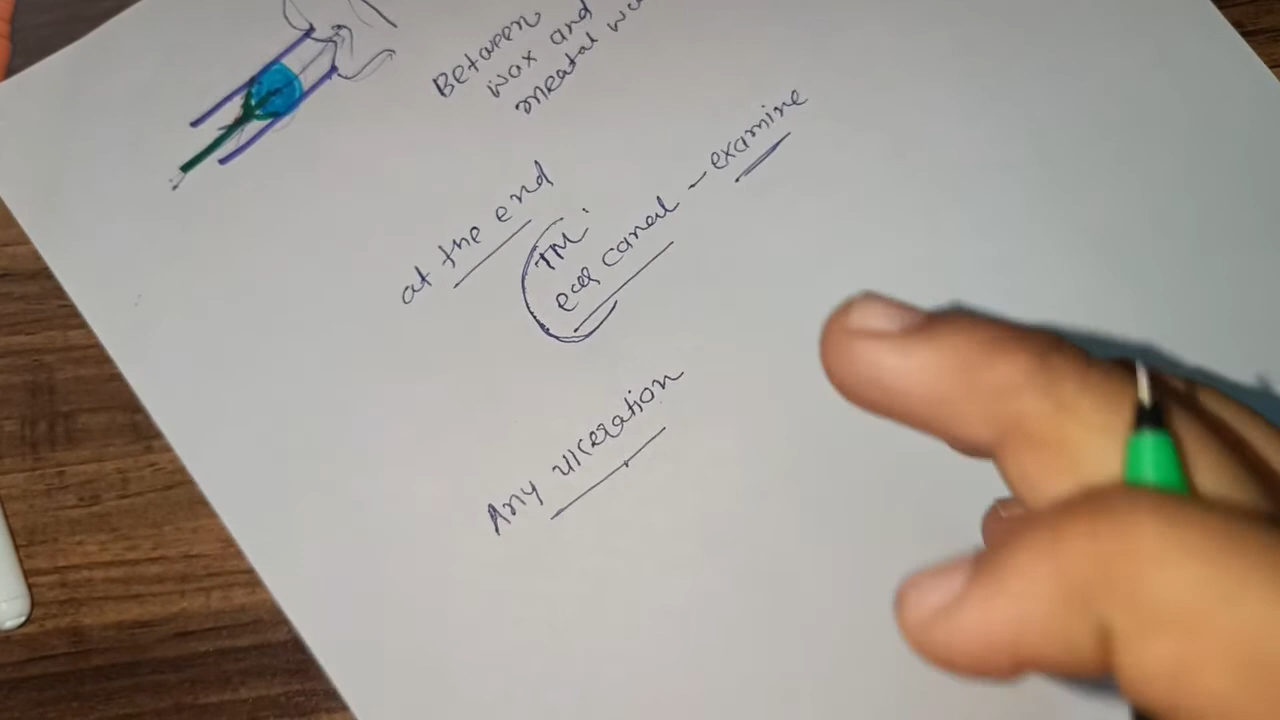 Between
wax and
meatal
at the end
TM
ear canal - examine
Any ulceration